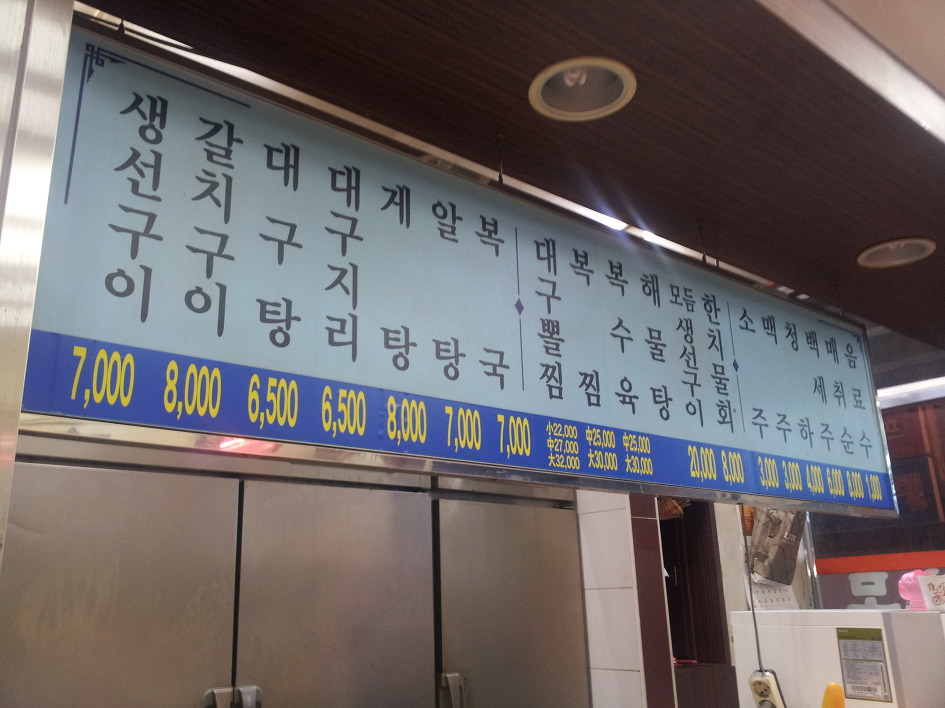 생선구이
7,000
갈치구이
8,000
대구탕
6,500
대구지리
6,500
게탕
8,000
알탕
7,000
복국
7,000
대구뽈찜
小22,000
中27,000
大32,000
복찜
中25,000
大30,000
복수육
中25,000
大30,000
해물탕
모듬생선구이
20,000
한치물회
8,000
소주
3,000
맥주
3,000
청하
4,000
백세주
6,000
매취순
8,000
음료수
1,000